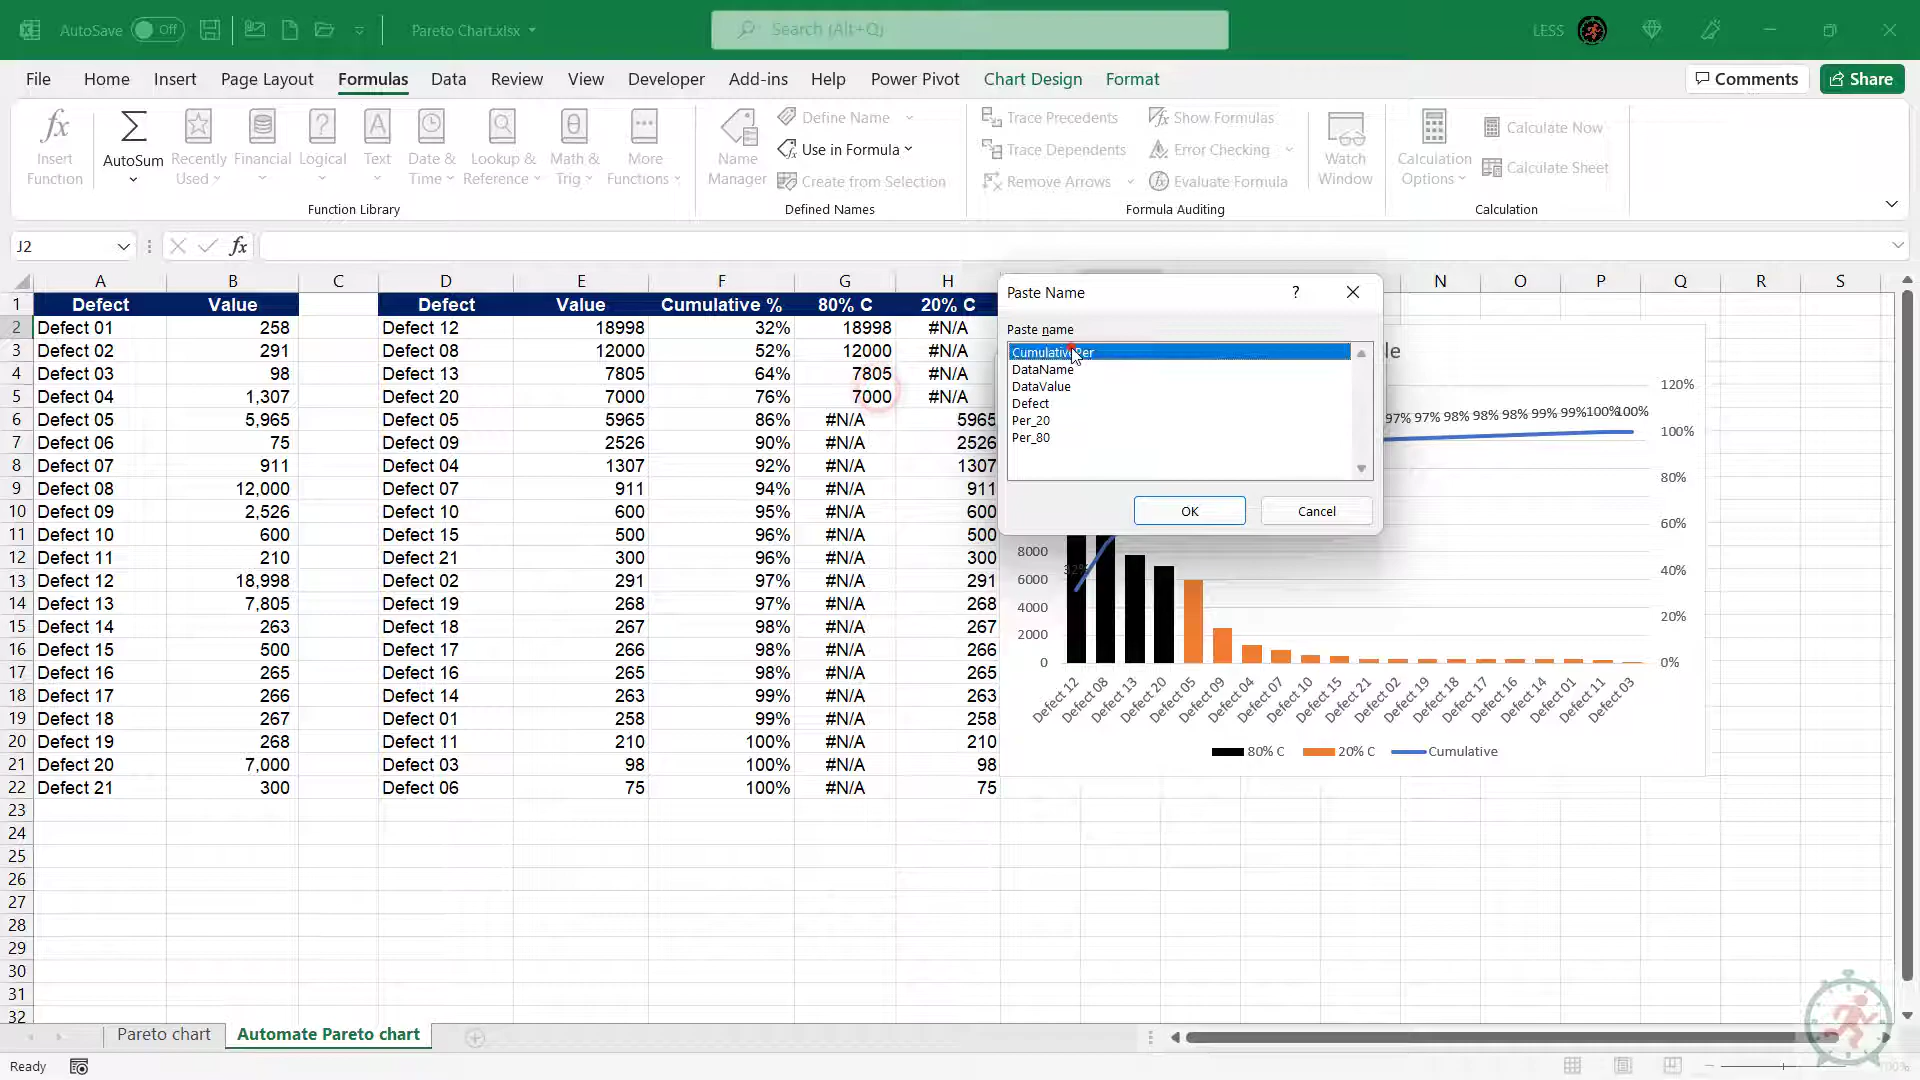 AutoSave Off Pareto Chart.xlsx Search (Alt+Q) LESS
File Home Insert Page Layout Formulas Data Review View Developer Add-ins Help Power Pivot Chart Design Format Comments Share
Insert Function AutoSum Recently Used Financial Logical Text Date & Time Lookup & Reference Math & Trig More Functions Name Manager Define Name Use in Formula Create from Selection Trace Precedents Trace Dependents Remove Arrows Show Formulas Error Checking Evaluate Formula Watch Window Calculation Options Calculate Now Calculate Sheet
Function Library Defined Names Formula Auditing Calculation
J2 fx
A B C D E F G H N O P Q R S
1 Defect Value Defect Value Cumulative % 80% C 20% C
2 Defect 01 258 Defect 12 18998 32% 18998 #N/A
3 Defect 02 291 Defect 08 12000 52% 12000 #N/A
4 Defect 03 98 Defect 13 7805 64% 7805 #N/A
5 Defect 04 1,307 Defect 20 7000 76% 7000 #N/A
6 Defect 05 5,965 Defect 05 5965 86% #N/A 5965
7 Defect 06 75 Defect 09 2526 90% #N/A 2526
8 Defect 07 911 Defect 04 1307 92% #N/A 1307
9 Defect 08 12,000 Defect 07 911 94% #N/A 911
10 Defect 09 2,526 Defect 10 600 95% #N/A 600
11 Defect 10 600 Defect 15 500 96% #N/A 500
12 Defect 11 210 Defect 21 300 96% #N/A 300
13 Defect 12 18,998 Defect 02 291 97% #N/A 291
14 Defect 13 7,805 Defect 19 268 97% #N/A 268
15 Defect 14 263 Defect 18 267 98% #N/A 267
16 Defect 15 500 Defect 17 266 98% #N/A 266
17 Defect 16 265 Defect 16 265 98% #N/A 265
18 Defect 17 266 Defect 14 263 99% #N/A 263
19 Defect 18 267 Defect 01 258 99% #N/A 258
20 Defect 19 268 Defect 11 210 100% #N/A 210
21 Defect 20 7,000 Defect 03 98 100% #N/A 98
22 Defect 21 300 Defect 06 75 100% #N/A 75
23
24
25
26
27
28
29
30
31
32
Paste Name ?
Paste name
CumulativePer
DataName
DataValue
Defect
Per_20
Per_80
OK Cancel
120%
97% 97% 98% 98% 98% 99% 99%100%100%
100%
80%
60%
8000
32% 40%
6000
4000
20%
2000
0 0%
Defect 12 Defect 08 Defect 13 Defect 20 Defect 05 Defect 09 Defect 04 Defect 07 Defect 10 Defect 15 Defect 21 Defect 02 Defect 19 Defect 18 Defect 17 Defect 16 Defect 14 Defect 01 Defect 11 Defect 03
80% C 20% C Cumulative
Pareto chart Automate Pareto chart
Ready